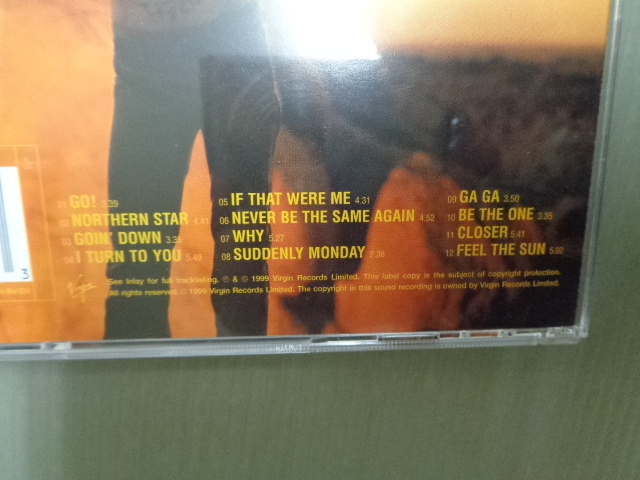 01 GO! 3.39
02 NORTHERN STAR 4.41
03 GOIN' DOWN 3.35
04 I TURN TO YOU 5.49
05 IF THAT WERE ME 4.31
06 NEVER BE THE SAME AGAIN 4.52
07 WHY 5.27
08 SUDDENLY MONDAY 2.36
09 GA GA 3.50
10 BE THE ONE 3.35
11 CLOSER 5.41
12 FEEL THE SUN 5.02
See inlay for full tracklisting. ℗ & © 1999 Virgin Records Limited. This label copy is the subject of copyright protection.
All rights reserved. © 1999 Virgin Records Limited. The copyright in this sound recording is owned by Virgin Records Limited.
Virgin
3